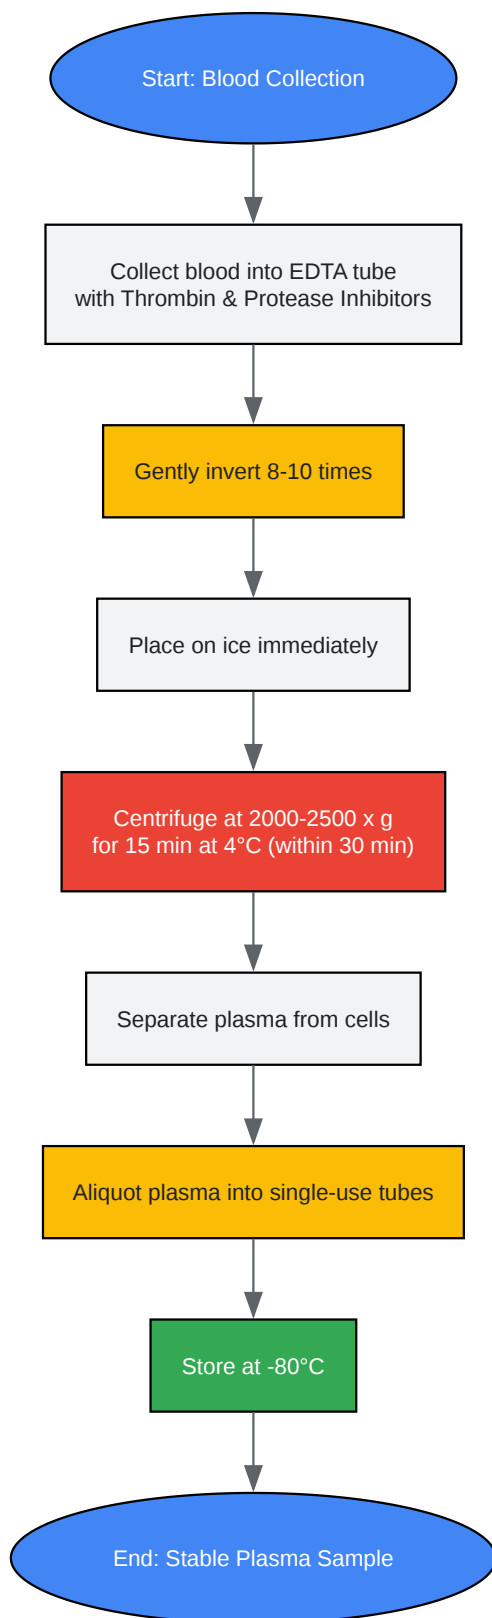 Start: Blood Collection
Collect blood into EDTA tube
with Thrombin & Protease Inhibitors
Gently invert 8-10 times
Place on ice immediately
Centrifuge at 2000-2500 x g
for 15 min at 4°C (within 30 min)
Separate plasma from cells
Aliquot plasma into single-use tubes
Store at -80°C
End: Stable Plasma Sample